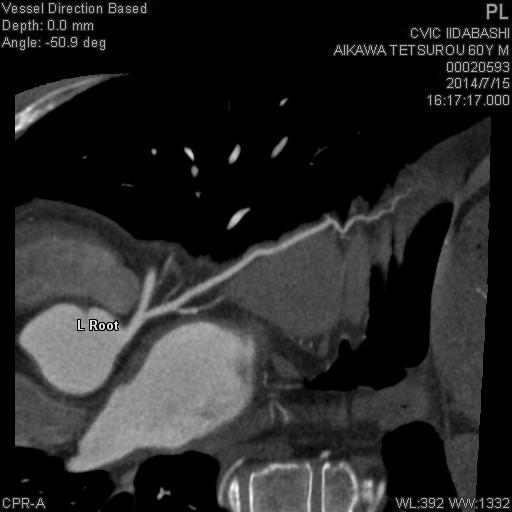 Vessel Direction Based
Depth: 0.0 mm
Angle: -50.9 deg
PL
CVIC IIDABASHI
AIKAWA TETSUROU 60Y M
00020593
2014/7/15
16:17:17.000
L Root
CPR-A
WL:392 WW:1332